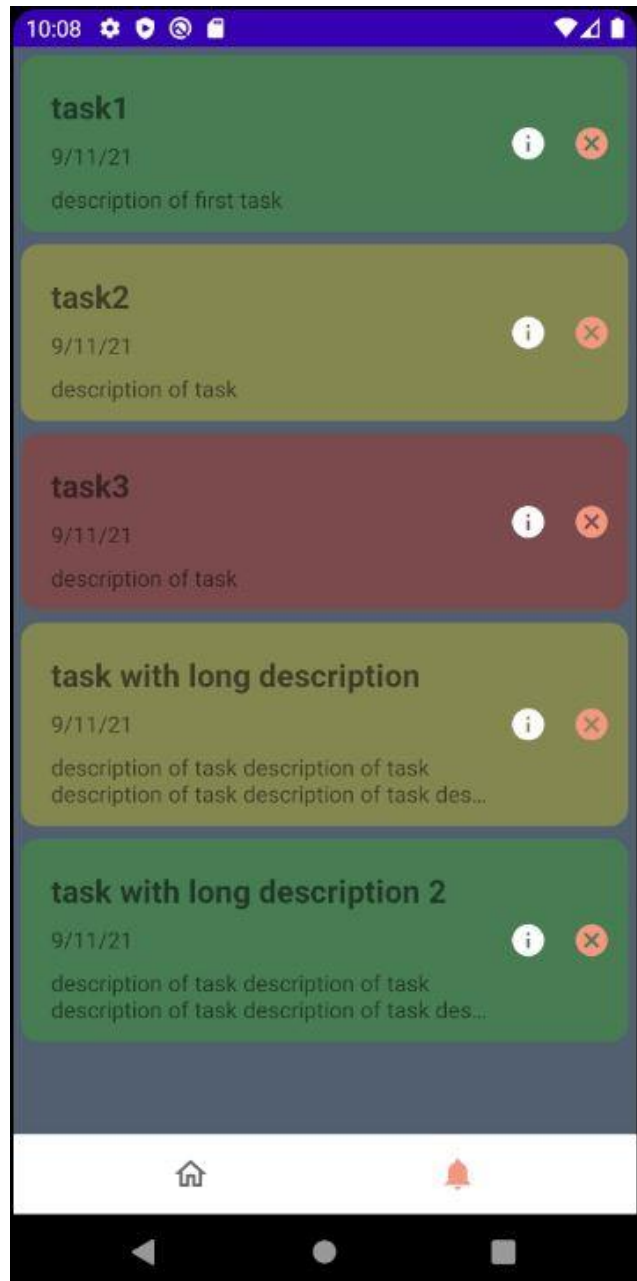 10:08
task1
9/11/21
description of first task
task2
9/11/21
description of task
task3
9/11/21
description of task
task with long description
9/11/21
description of task description of task
description of task description of task des...
task with long description 2
9/11/21
description of task description of task
description of task description of task des...